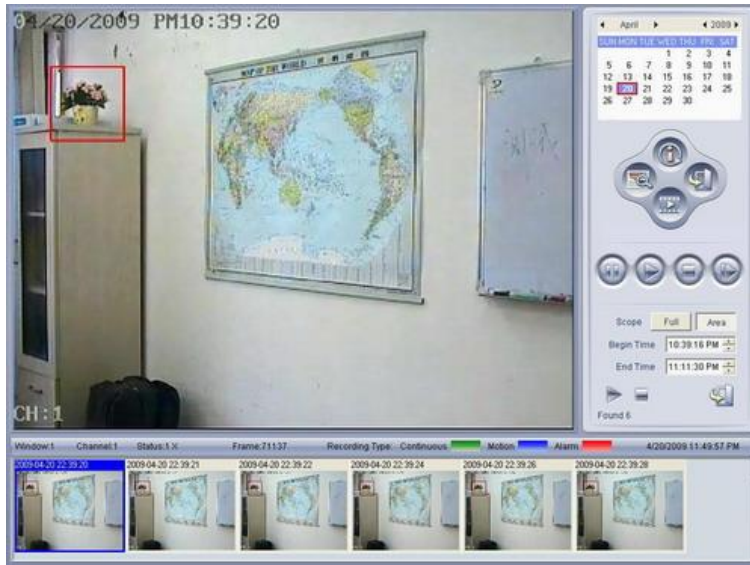 04/20/2009 PM10:39:20
MAP OF THE WORLD
CH:1
April 2009
SUN MON TUE WED THU FRI SAT
1 2 3 4
5 6 7 8 9 10 11
12 13 14 15 16 17 18
19 20 21 22 23 24 25
26 27 28 29 30
Scope Full Area
Begin Time 10:39:16 PM
End Time 11:11:30 PM
Found 6
Window:1 Channel:1 Status:1 X Frame:71137 Recording Type: Continuous Motion Alarm 4/20/2009 11:49:57 PM
2009-04-20 22:39:20 2009-04-20 22:39:21 2009-04-20 22:39:22 2009-04-20 22:39:24 2009-04-20 22:39:26 2009-04-20 22:39:28